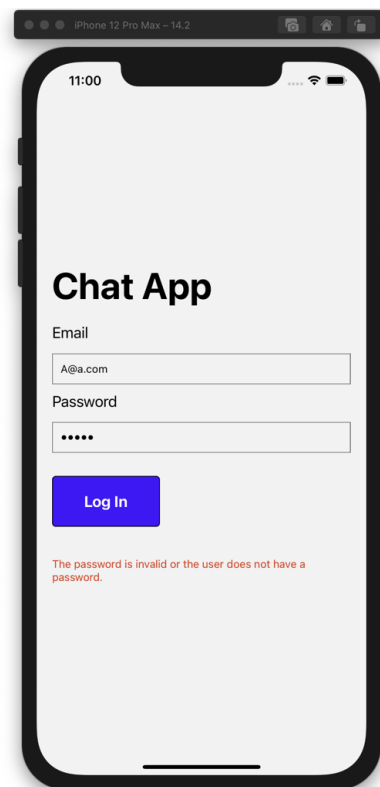 iPhone 12 Pro Max – 14.2
11:00
Chat App
Email
A@a.com
Password
•••••
Log In
The password is invalid or the user does not have a
password.